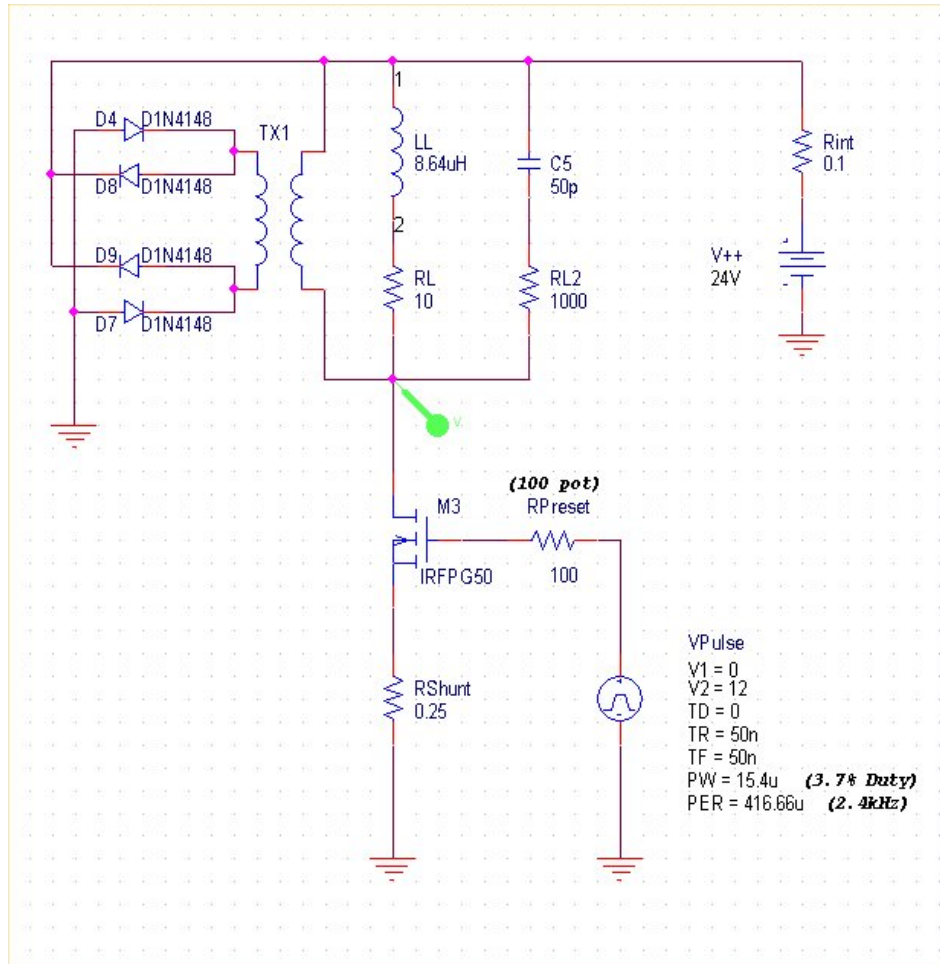 1
D4 D1N4148
TX1
LL
8.64uH
C5
50p
Rint
0.1
D8 D1N4148
2
D9 D1N4148
V++
24V
RL
10
RL2
1000
D7 D1N4148
V
(100 pot)
M3
RPreset
IRFPG50
100
VPulse
V1 = 0
V2 = 12
TD = 0
TR = 50n
TF = 50n
PW = 15.4u (3.7% Duty)
PER = 416.66u (2.4kHz)
RShunt
0.25